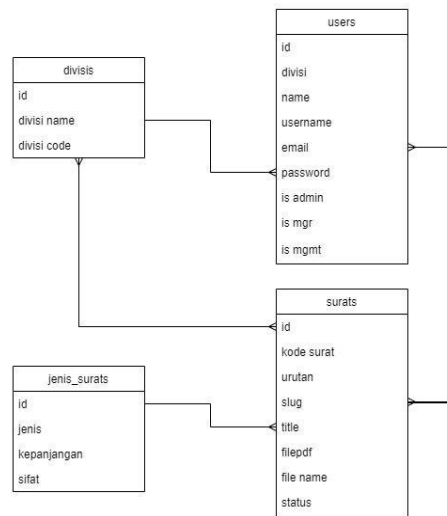 users
id
divisi
name
username
email
password
is admin
is mgr
is mgmt
divisis
id
divisi name
divisi code
surats
id
kode surat
urutan
slug
title
filepdf
file name
status
jenis_surats
id
jenis
kepanjangan
sifat